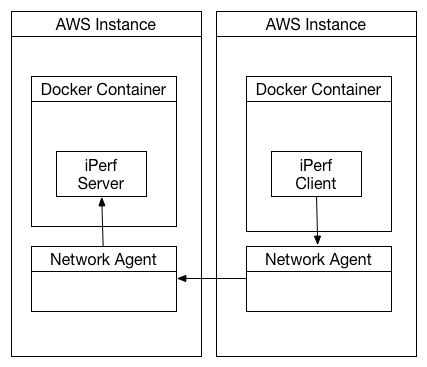 AWS Instance
Docker Container
iPerf
Server
Network Agent
AWS Instance
Docker Container
iPerf
Client
Network Agent